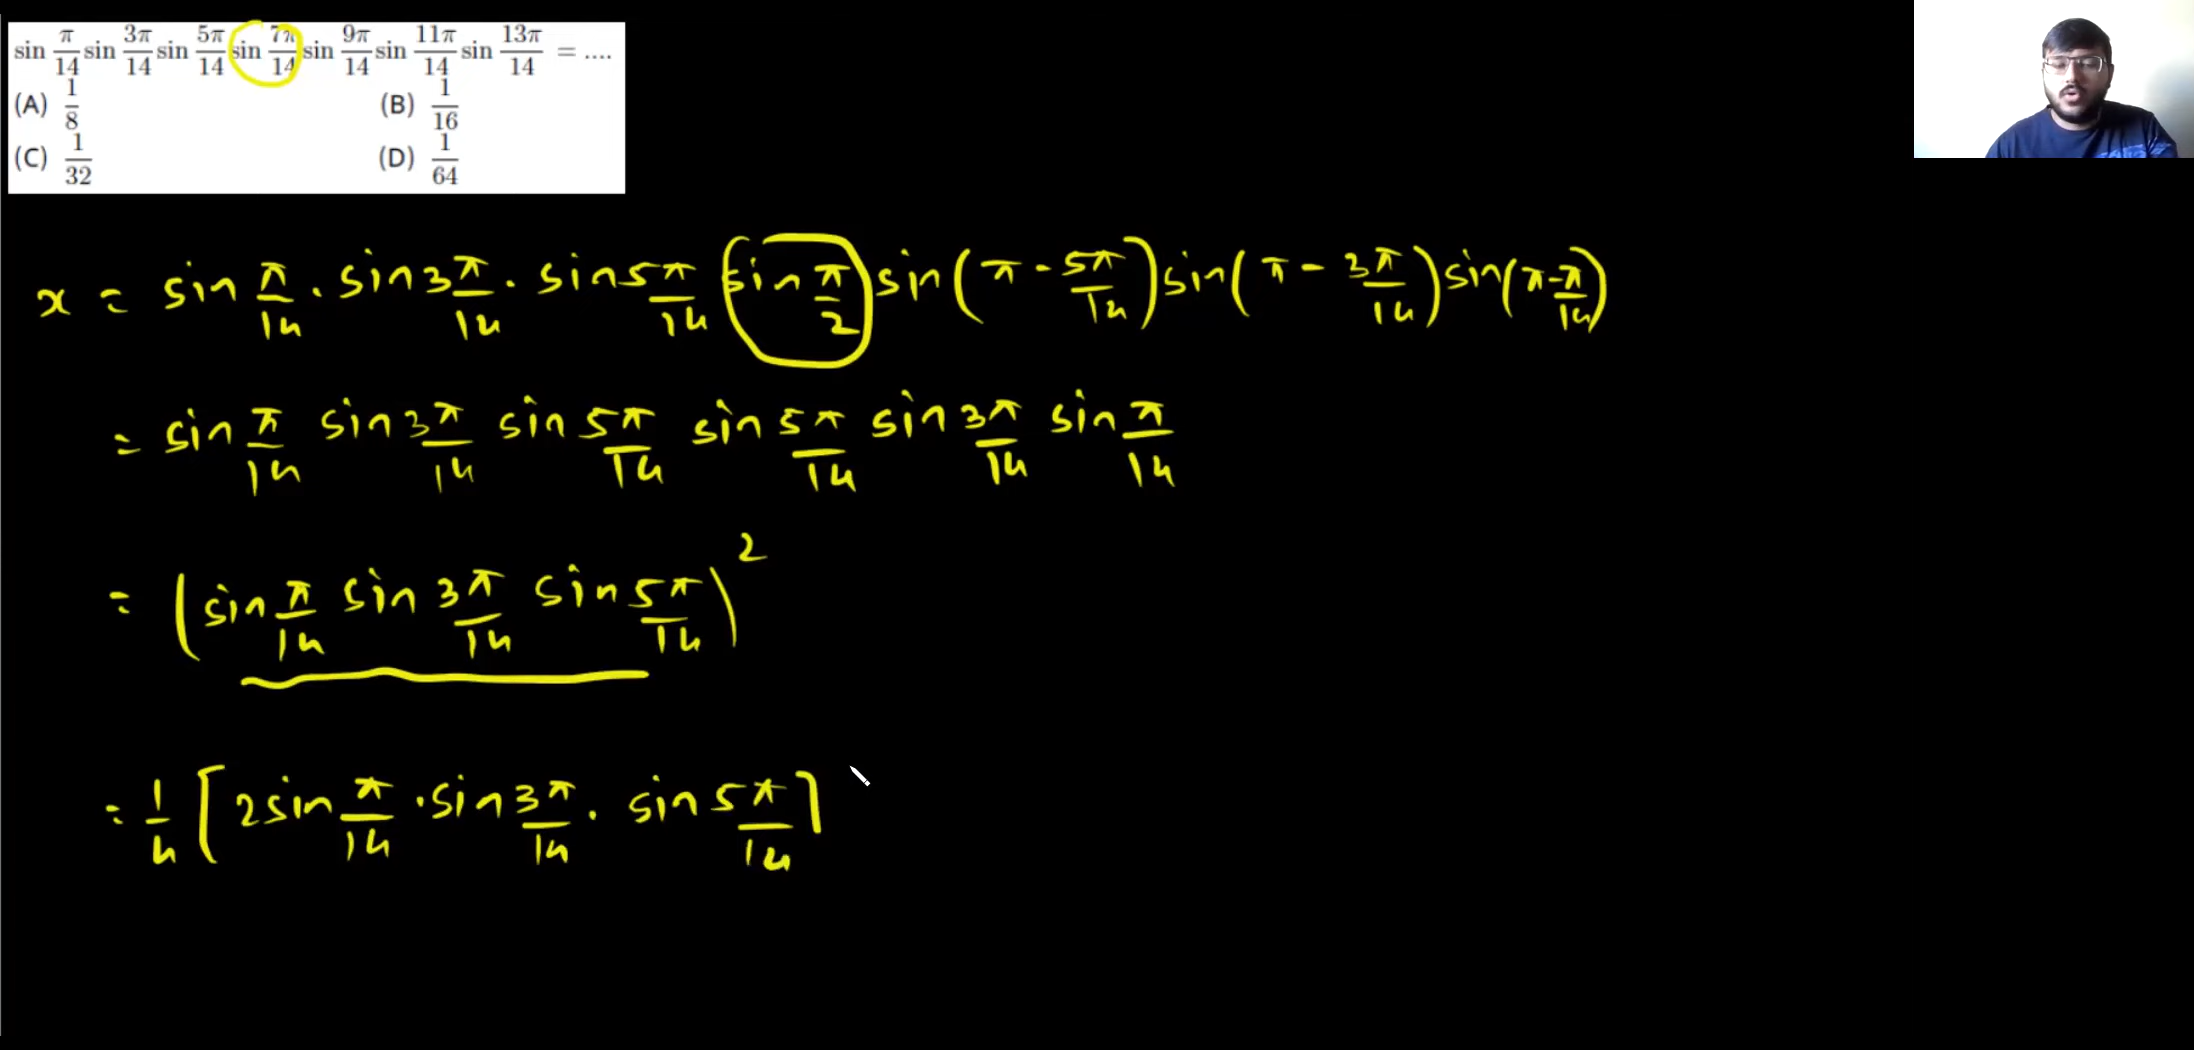 sin π/14 sin 3π/14 sin 5π/14 sin 7π/14 sin 9π/14 sin 11π/14 sin 13π/14 = ....
(A) 1/8 (B) 1/16
(C) 1/32 (D) 1/64
x = sin π/14 . sin 3π/14 . sin 5π/14 (sin π/2) sin(π - 5π/14) sin(π - 3π/14) sin(π - π/14)
= sin π/14 sin 3π/14 sin 5π/14 sin 5π/14 sin 3π/14 sin π/14
= (sin π/14 sin 3π/14 sin 5π/14)²
= 1/4 [2 sin π/14 . sin 3π/14 . sin 5π/14]